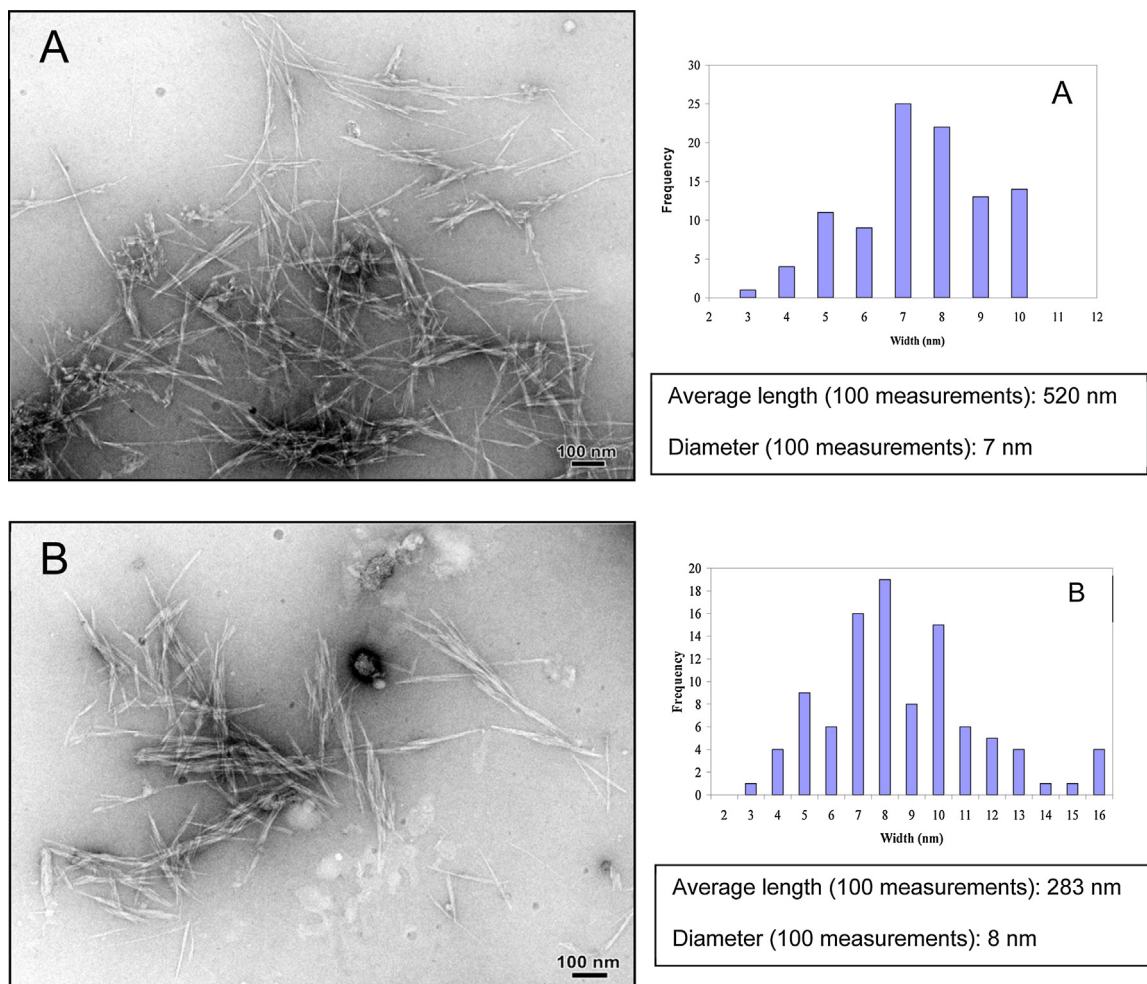 A
100 nm
A
30
25
20
15
10
5
0
Frequency
2 3 4 5 6 7 8 9 10 11 12
Width (nm)
Average length (100 measurements): 520 nm
Diameter (100 measurements): 7 nm
B
100 nm
B
20
18
16
14
12
10
8
6
4
2
0
Frequency
2 3 4 5 6 7 8 9 10 11 12 13 14 15 16
Width (nm)
Average length (100 measurements): 283 nm
Diameter (100 measurements): 8 nm